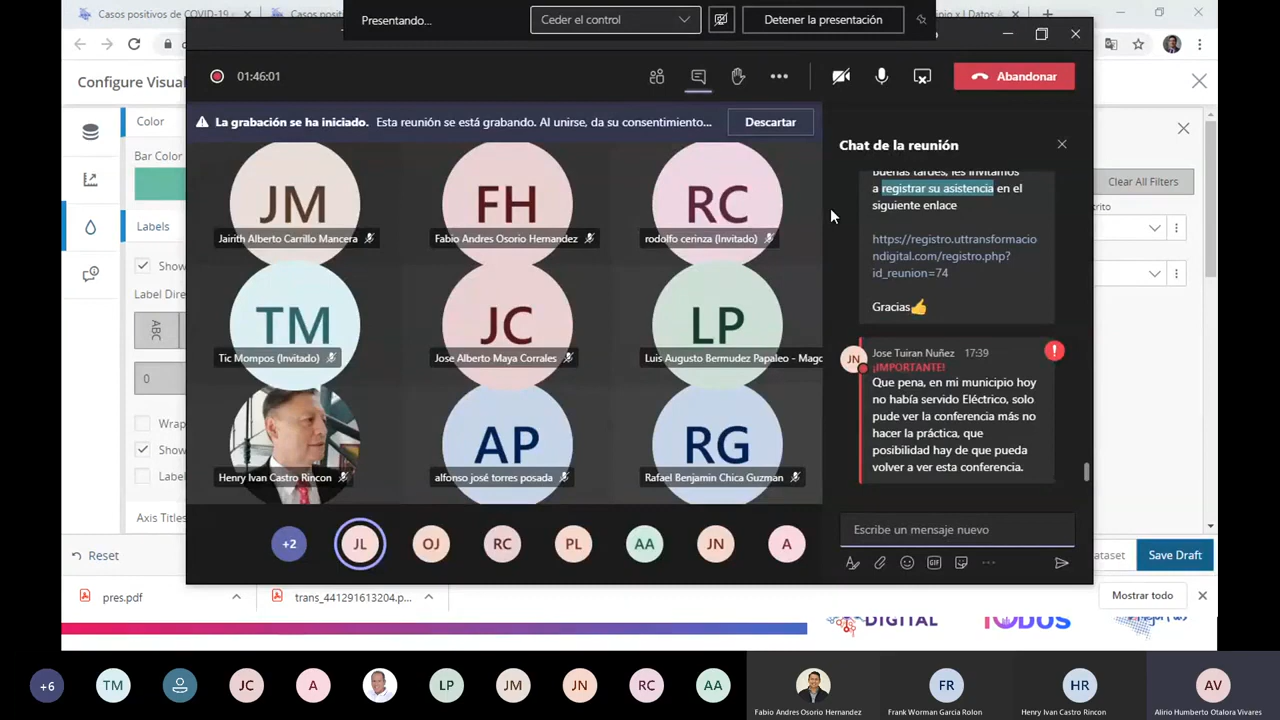 Casos positivos de COVID-19
Casos posi
Presentando...
Ceder el control
Detener la presentación
Configure Visual
01:46:01
Abandonar
La grabación se ha iniciado. Esta reunión se está grabando. Al unirse, da su consentimiento...
Descartar
Chat de la reunión
Color
Bar Color
Labels
Show
Label Dire
ABC
0
Wrap
Show
Label
Axis Titles
Reset
JM
Jairith Alberto Carrillo Mancera
FH
Fabio Andres Osorio Hernandez
RC
rodolfo cerinza (Invitado)
TM
Tic Mompos (Invitado)
JC
Jose Alberto Maya Corrales
LP
Luis Augusto Bermudez Papaleo - Magd
Henry Ivan Castro Rincon
AP
alfonso josé torres posada
RG
Rafael Benjamin Chica Guzman
+2
JL
OJ
RC
PL
AA
JN
A
Buenas tardes, les invitamos
a registrar su asistencia en el
siguiente enlace
https://registro.uttransformacio
ndigital.com/registro.php?
id_reunion=74
Gracias
JN
Jose Tuiran Nuñez 17:39
¡IMPORTANTE!
Que pena, en mi municipio hoy
no había servido Eléctrico, solo
pude ver la conferencia más no
hacer la práctica, que
posibilidad hay de que pueda
volver a ver esta conferencia.
Escribe un mensaje nuevo
GIF
Clear All Filters
trito
ataset
Save Draft
pres.pdf
trans_441291613204.p...
Mostrar todo
DIGITAL
TODOS
+6
TM
JC
A
LP
JM
JN
RC
AA
Fabio Andres Osorio Hernandez
FR
Frank Worman Garcia Rolon
HR
Henry Ivan Castro Rincon
AV
Alirio Humberto Otalora Vivares